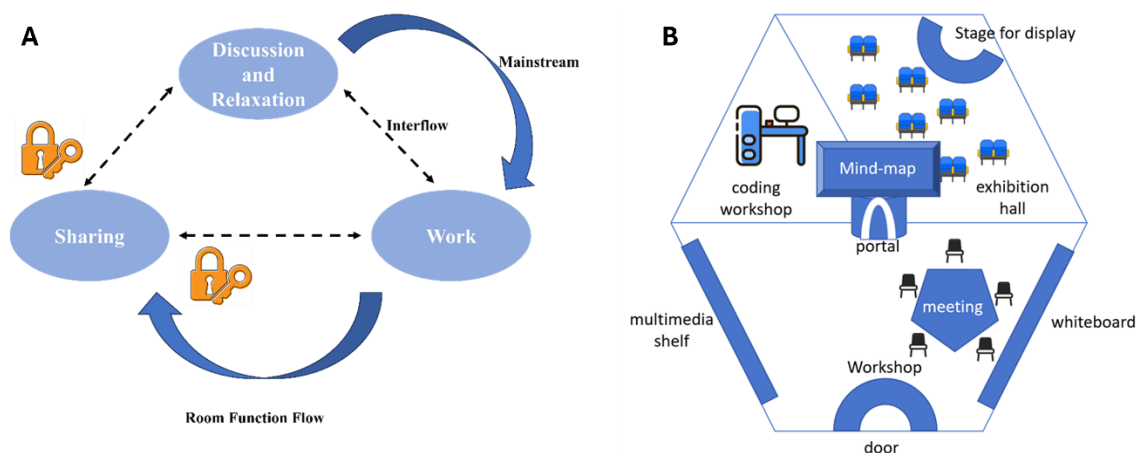 A
Discussion
and
Relaxation
Mainstream
Interflow
Sharing
Work
Room Function Flow
B
Stage for display
Mind-map
coding
workshop
exhibition
hall
portal
meeting
multimedia
shelf
whiteboard
Workshop
door